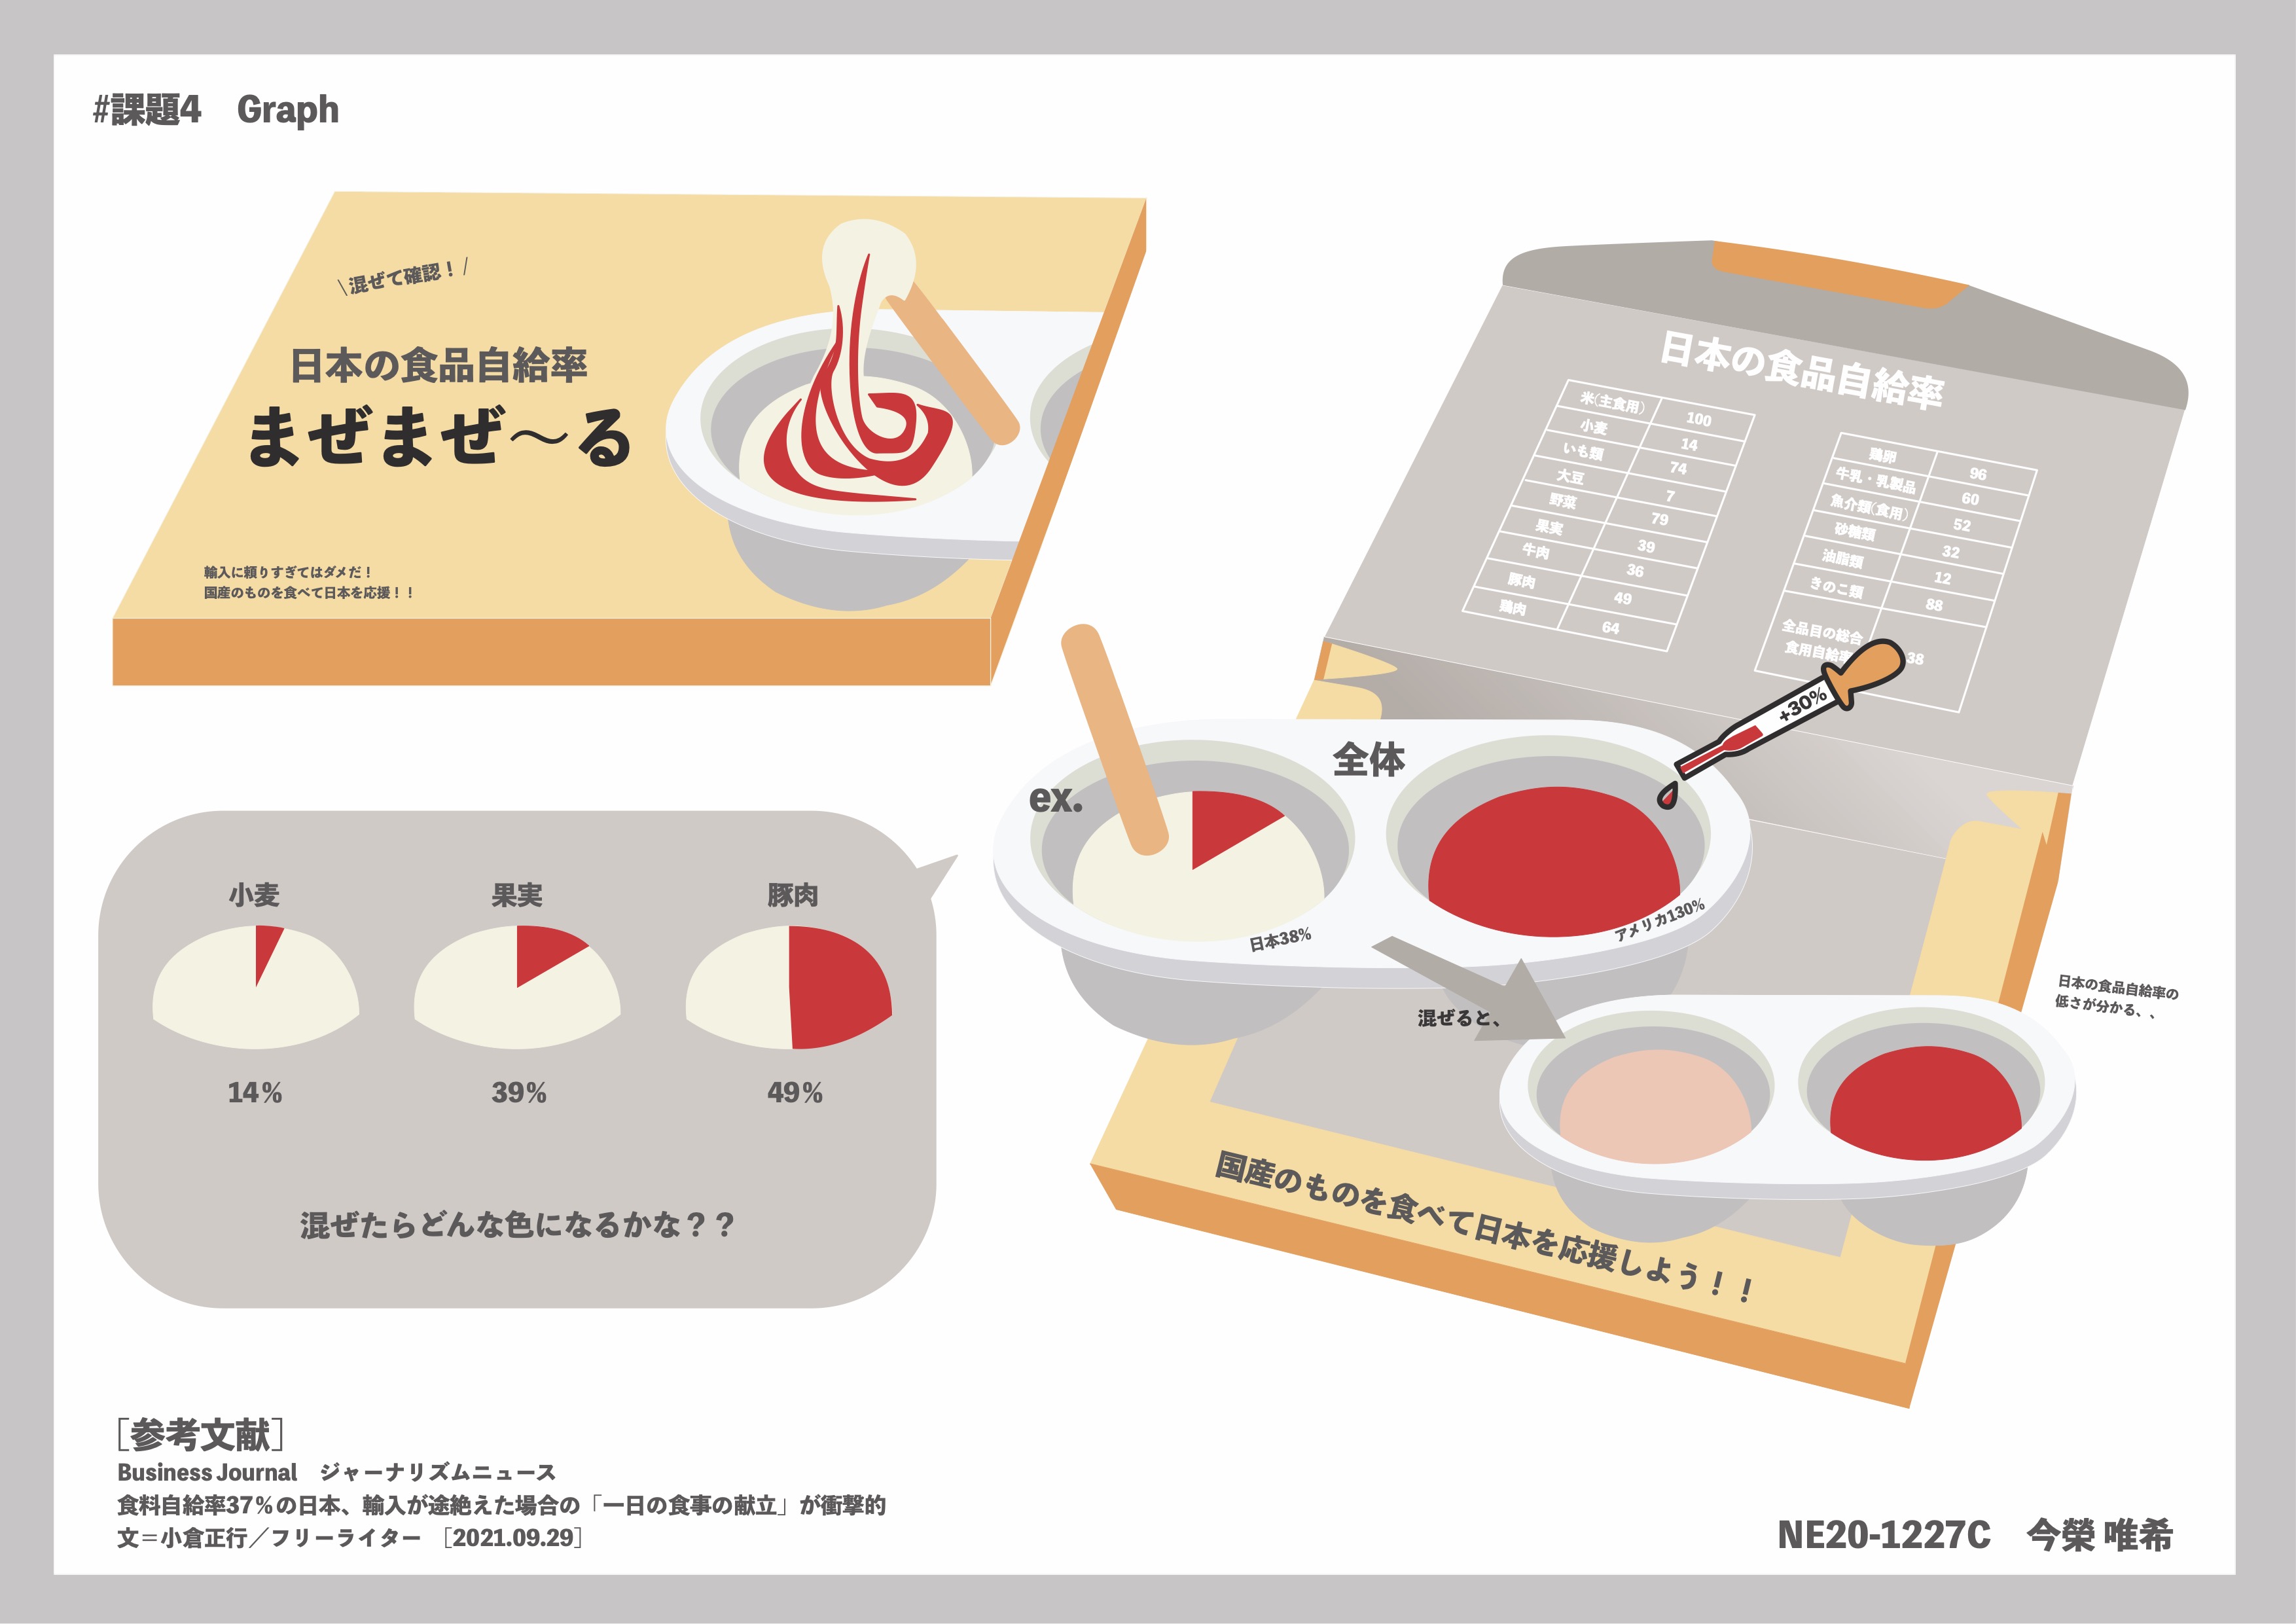 #課題4　Graph
\混ぜて確認！/
日本の食品自給率
まぜまぜ〜る
輸入に頼りすぎてはダメだ！
国産のものを食べて日本を応援！！
日本の食品自給率
米(主食用) 100
小麦 14
いも類 74
大豆 7
野菜 79
果実 39
牛肉 36
豚肉 49
鶏肉 64
鶏卵 96
牛乳・乳製品 60
魚介類(食用) 52
砂糖類 32
油脂類 12
きのこ類 88
全品目の総合
食用自給率 38
+30%
全体
ex.
日本38%
アメリカ130%
混ぜると、
日本の食品自給率の
低さが分かる、、
国産のものを食べて日本を応援しよう！！
小麦 果実 豚肉
14% 39% 49%
混ぜたらどんな色になるかな？？
［参考文献］
Business Journal　ジャーナリズムニュース
食料自給率37％の日本、輸入が途絶えた場合の「一日の食事の献立」が衝撃的
文＝小倉正行／フリーライター　［2021.09.29］
NE20-1227C　今榮 唯希